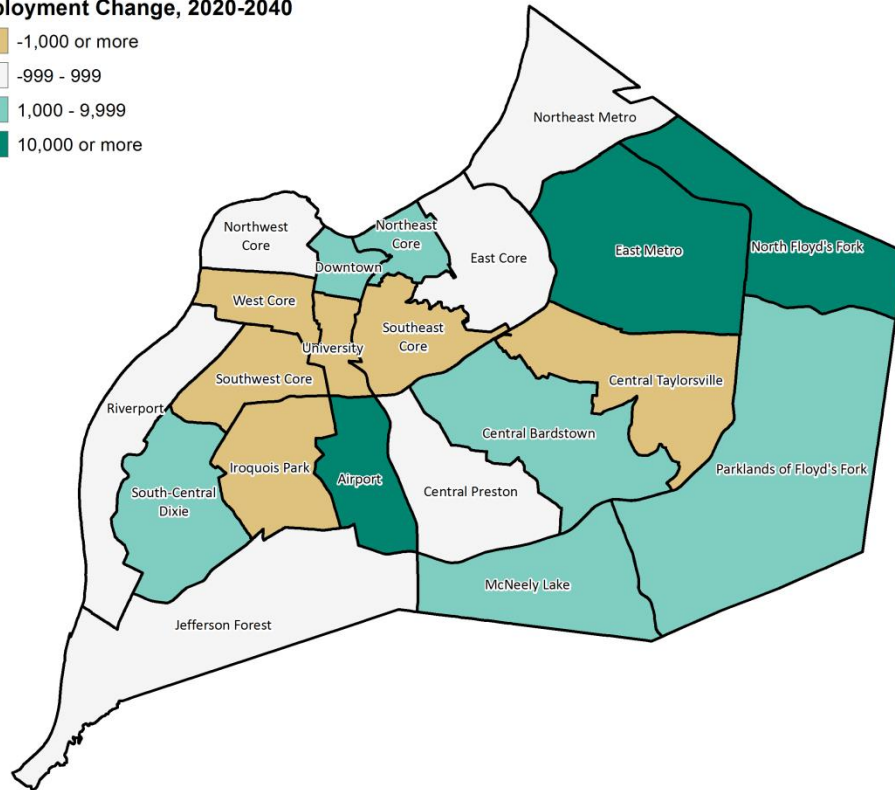 ployment Change, 2020-2040
-1,000 or more
-999 - 999
1,000 - 9,999
10,000 or more
Northeast Metro
Northwest
Core
Northeast
Core
Downtown
East Core
East Metro
North Floyd's Fork
West Core
University
Southeast
Core
Southwest Core
Central Taylorsville
Riverport
Central Bardstown
Iroquois Park
Airport
Parklands of Floyd's Fork
South-Central
Dixie
Central Preston
McNeely Lake
Jefferson Forest